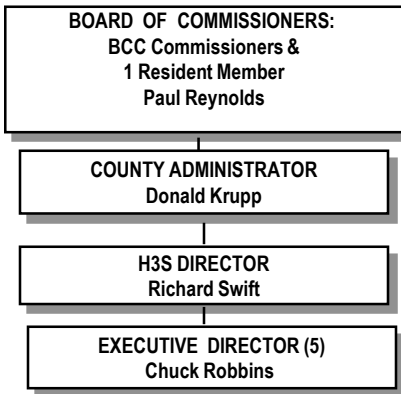 BOARD OF COMMISSIONERS:
BCC Commissioners &
1 Resident Member
Paul Reynolds
COUNTY ADMINISTRATOR
Donald Krupp
H3S DIRECTOR
Richard Swift
EXECUTIVE DIRECTOR (5)
Chuck Robbins